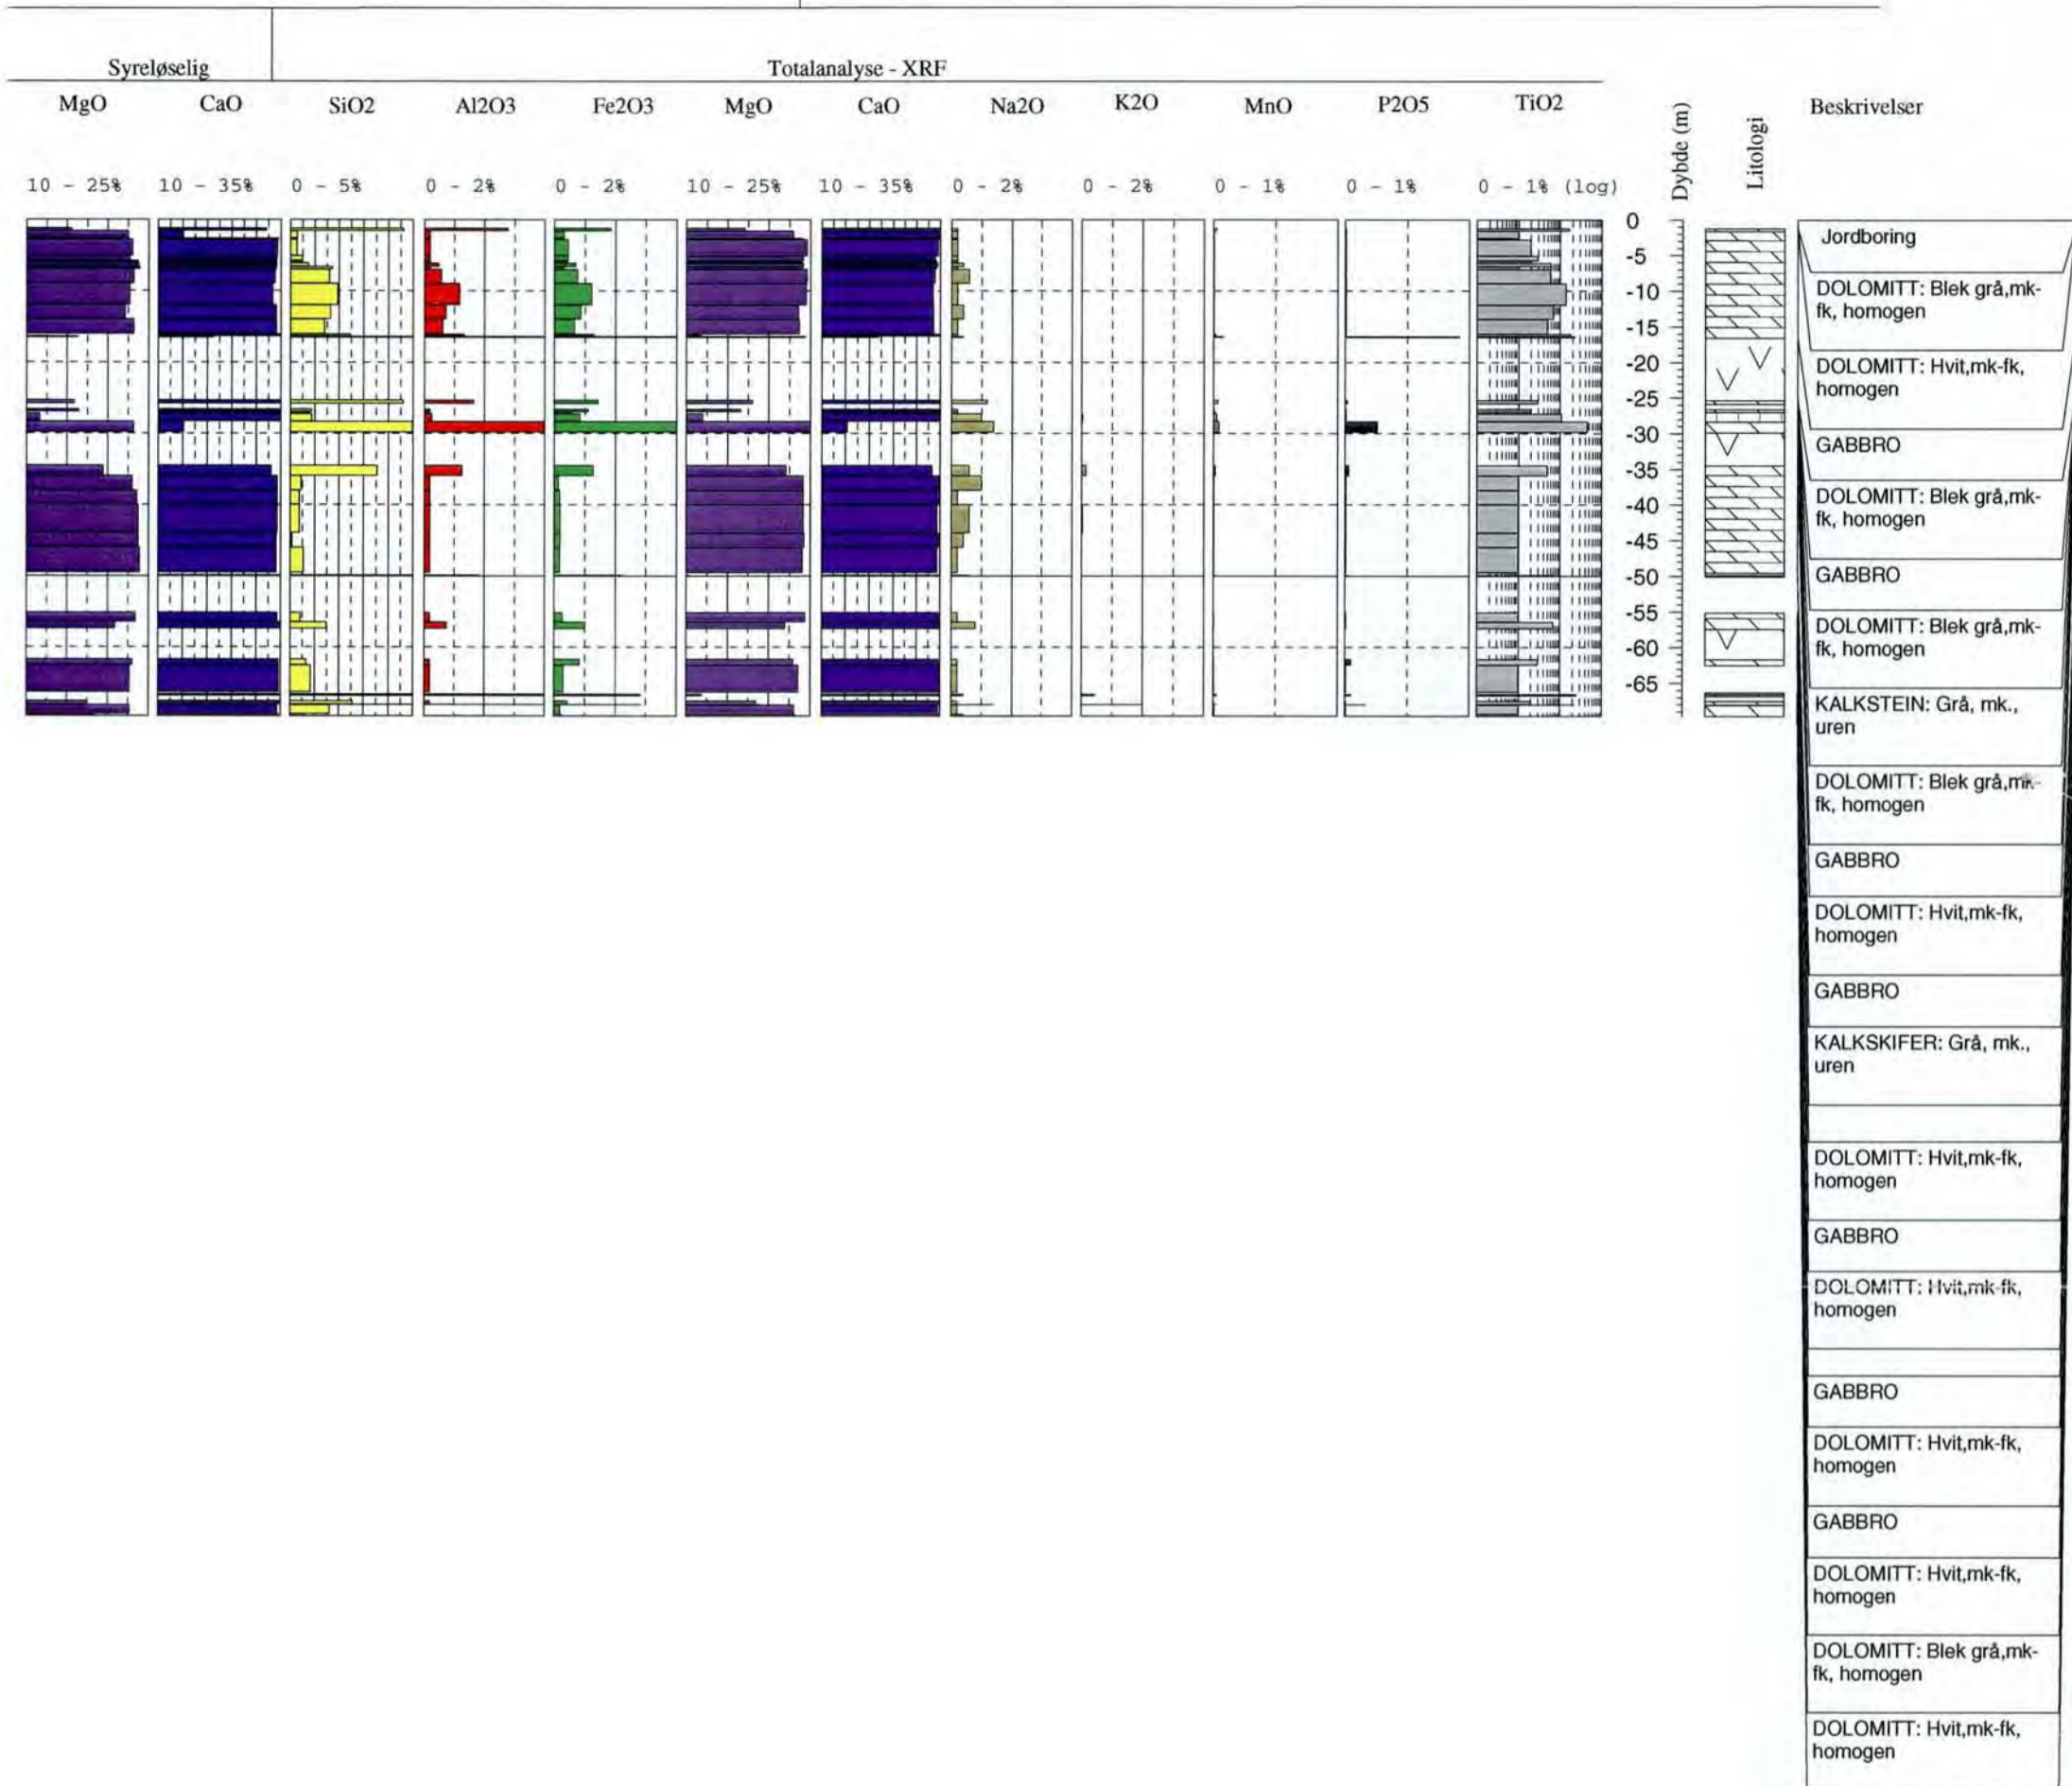 Syreløselig
Totalanalyse - XRF
MgO
CaO
SiO2
Al2O3
Fe2O3
MgO
CaO
Na2O
K2O
MnO
P2O5
TiO2
Dybde (m)
Litologi
Beskrivelser
10 - 25%
10 - 35%
0 - 5%
0 - 2%
0 - 2%
10 - 25%
10 - 35%
0 - 2%
0 - 2%
0 - 1%
0 - 1%
0 - 1% (log)
0
-5
-10
-15
-20
-25
-30
-35
-40
-45
-50
-55
-60
-65
Jordboring
DOLOMITT: Blek grå,mk-
fk, homogen
DOLOMITT: Hvit,mk-fk,
homogen
GABBRO
DOLOMITT: Blek grå,mk-
fk, homogen
GABBRO
DOLOMITT: Blek grå,mk-
fk, homogen
KALKSTEIN: Grå, mk.,
uren
DOLOMITT: Blek grå,mk-
fk, homogen
GABBRO
DOLOMITT: Hvit,mk-fk,
homogen
GABBRO
KALKSKIFER: Grå, mk.,
uren
DOLOMITT: Hvit,mk-fk,
homogen
GABBRO
DOLOMITT: Hvit,mk-fk,
homogen
GABBRO
DOLOMITT: Hvit,mk-fk,
homogen
GABBRO
DOLOMITT: Hvit,mk-fk,
homogen
DOLOMITT: Blek grå,mk-
fk, homogen
DOLOMITT: Hvit,mk-fk,
homogen